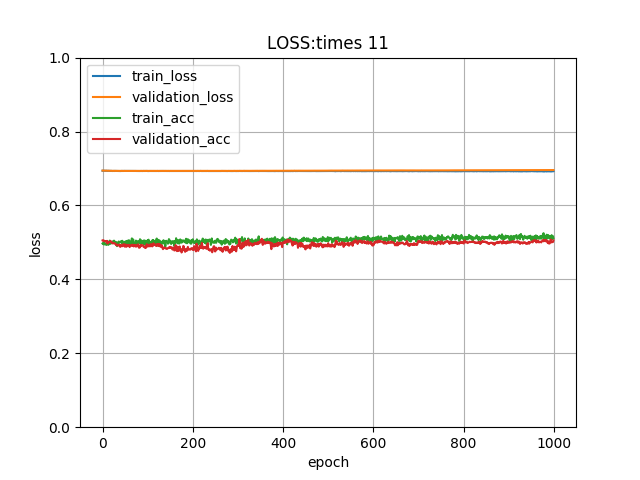 LOSS:times 11
1.0
0.8
0.6
0.4
0.2
0.0
loss
train_loss
validation_loss
train_acc
validation_acc
0 200 400 600 800 1000
epoch